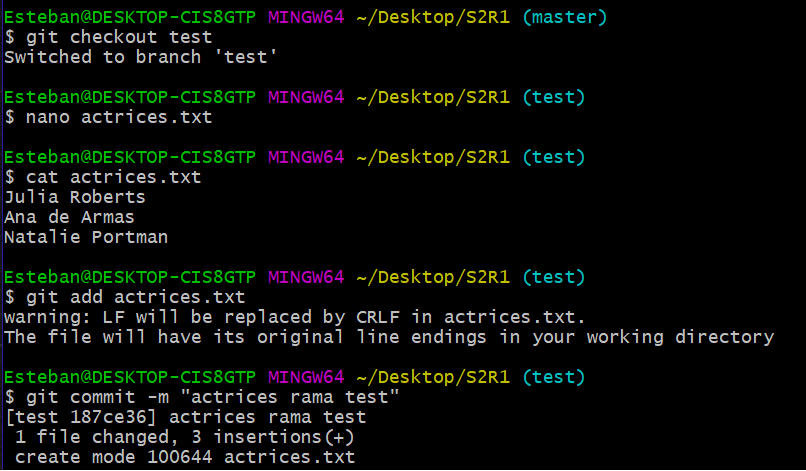 Esteban@DESKTOP-CIS8GTP MINGW64 ~/Desktop/S2R1 (master)
$ git checkout test
Switched to branch 'test'
Esteban@DESKTOP-CIS8GTP MINGW64 ~/Desktop/S2R1 (test)
$ nano actrices.txt
Esteban@DESKTOP-CIS8GTP MINGW64 ~/Desktop/S2R1 (test)
$ cat actrices.txt
Julia Roberts
Ana de Armas
Natalie Portman
Esteban@DESKTOP-CIS8GTP MINGW64 ~/Desktop/S2R1 (test)
$ git add actrices.txt
warning: LF will be replaced by CRLF in actrices.txt.
The file will have its original line endings in your working directory
Esteban@DESKTOP-CIS8GTP MINGW64 ~/Desktop/S2R1 (test)
$ git commit -m "actrices rama test"
[test 187ce36] actrices rama test
 1 file changed, 3 insertions(+)
 create mode 100644 actrices.txt